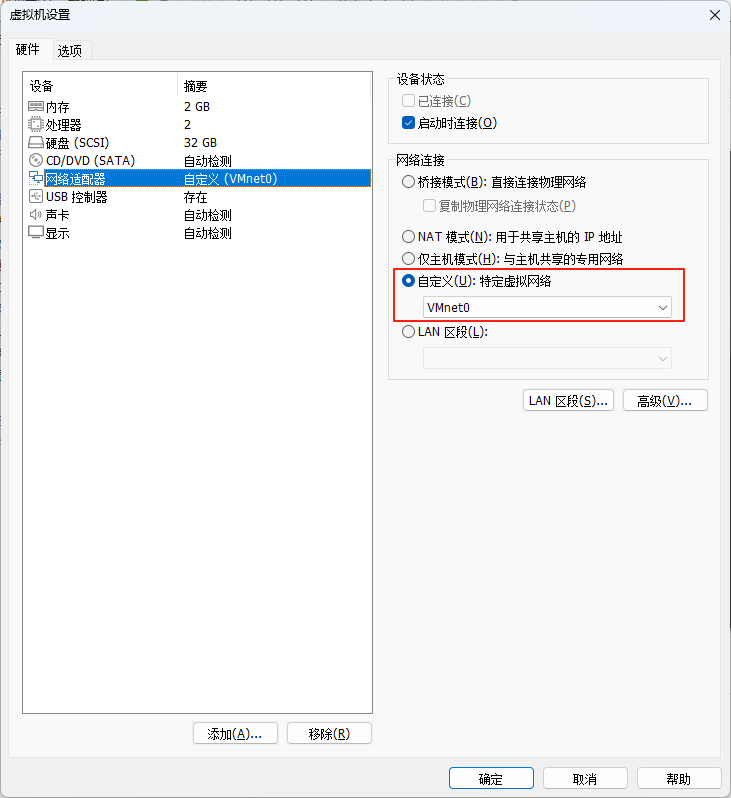 虚拟机设置
硬件 选项
设备 摘要
内存 2 GB
处理器 2
硬盘 (SCSI) 32 GB
CD/DVD (SATA) 自动检测
网络适配器 自定义 (VMnet0)
USB 控制器 存在
声卡 自动检测
显示 自动检测
添加(A)... 移除(R)
设备状态
已连接(C)
启动时连接(O)
网络连接
桥接模式(B): 直接连接物理网络
复制物理网络连接状态(P)
NAT 模式(N): 用于共享主机的 IP 地址
仅主机模式(H): 与主机共享的专用网络
自定义(U): 特定虚拟网络
VMnet0
LAN 区段(L):
LAN 区段(S)... 高级(V)...
确定 取消 帮助